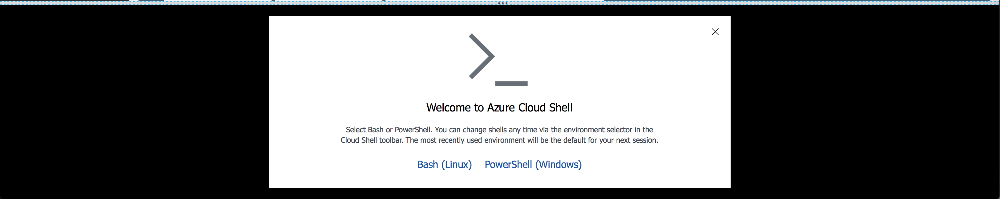 Welcome to Azure Cloud Shell
Select Bash or PowerShell. You can change shells any time via the environment selector in the
Cloud Shell toolbar. The most recently used environment will be the default for your next session.
Bash (Linux) PowerShell (Windows)